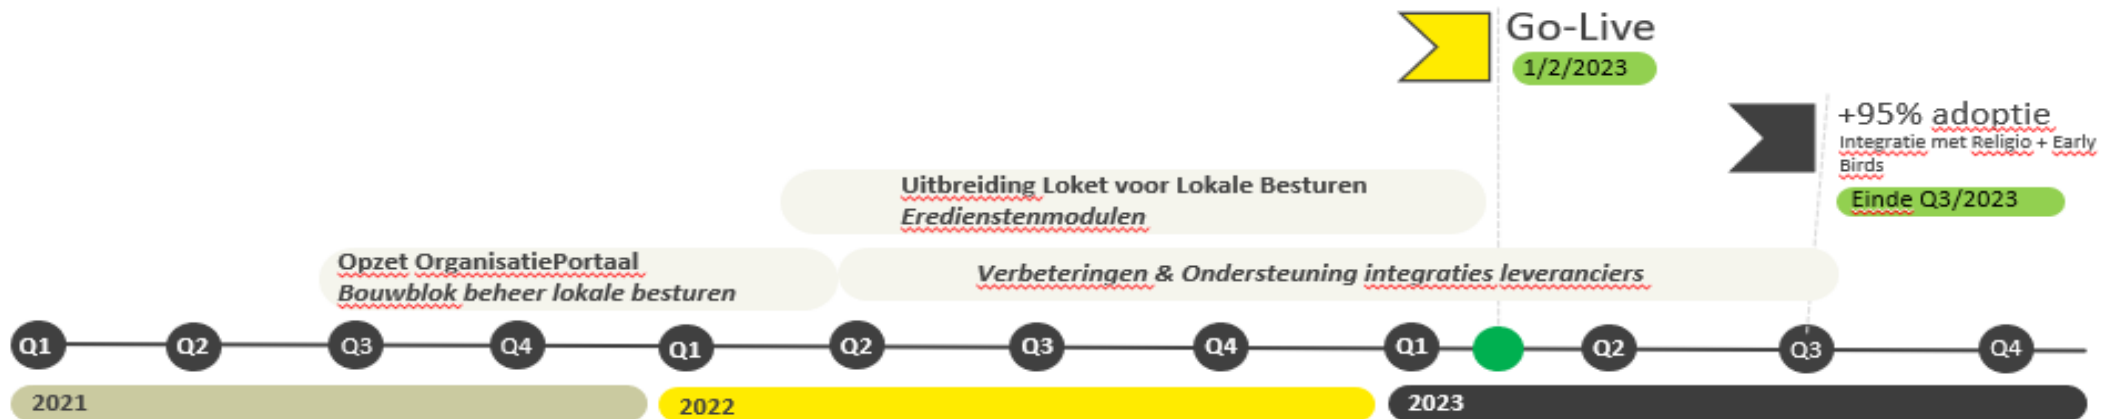 Go-Live
1/2/2023
+95% adoptie
Integratie met Religio + Early
Birds
Einde Q3/2023
Uitbreiding Loket voor Lokale Besturen
Eredienstenmodulen
Opzet OrganisatiePortaal
Bouwblok beheer lokale besturen
Verbeteringen & Ondersteuning integraties leveranciers
Q1 Q2 Q3 Q4 Q1 Q2 Q3 Q4 Q1 Q2 Q3 Q4
2021 2022 2023